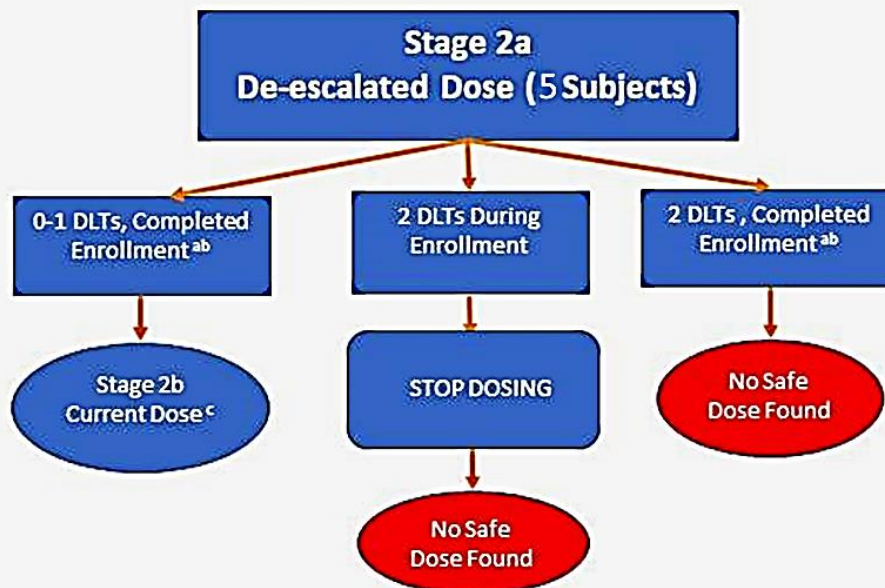 Stage 2a
De-escalated Dose (5 Subjects)
0-1 DLTs, Completed
Enrollment ab
2 DLTs During
Enrollment
2 DLTs , Completed
Enrollment ab
Stage 2b
Current Dose c
STOP DOSING
No Safe
Dose Found
No Safe
Dose Found